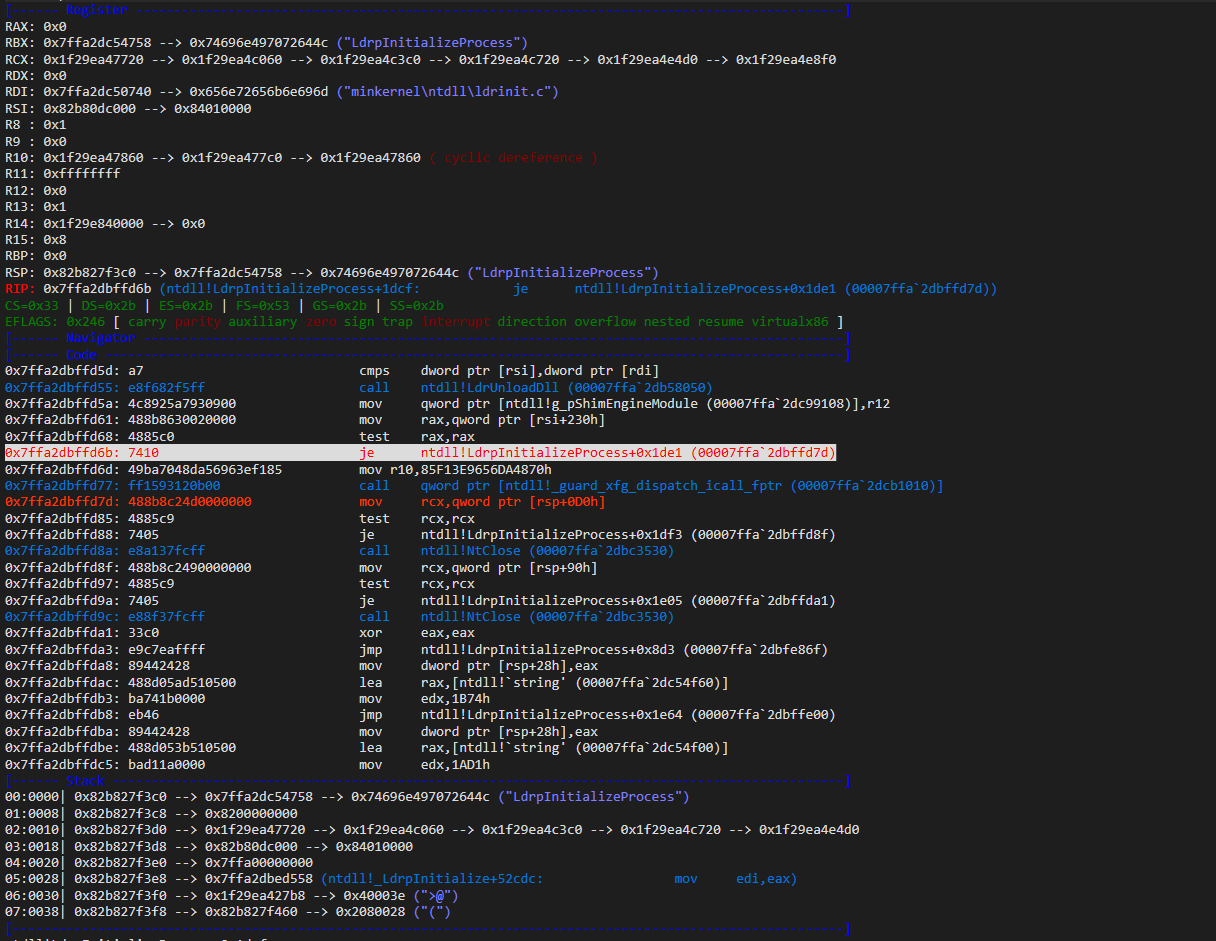 [------ Register -----------------------------------------------------------------------------------------]
RAX: 0x0
RBX: 0x7ffa2dc54758 --> 0x74696e497072644c ("LdrpInitializeProcess")
RCX: 0x1f29ea47720 --> 0x1f29ea4c060 --> 0x1f29ea4c3c0 --> 0x1f29ea4c720 --> 0x1f29ea4e4d0 --> 0x1f29ea4e8f0
RDX: 0x0
RDI: 0x7ffa2dc50740 --> 0x656e72656b6e696d ("minkernel\ntdll\ldrinit.c")
RSI: 0x82b80dc000 --> 0x84010000
R8 : 0x1
R9 : 0x0
R10: 0x1f29ea47860 --> 0x1f29ea477c0 --> 0x1f29ea47860 ( cyclic dereference )
R11: 0xffffffff
R12: 0x0
R13: 0x1
R14: 0x1f29e840000 --> 0x0
R15: 0x8
RBP: 0x0
RSP: 0x82b827f3c0 --> 0x7ffa2dc54758 --> 0x74696e497072644c ("LdrpInitializeProcess")
RIP: 0x7ffa2dbffd6b (ntdll!LdrpInitializeProcess+1dcf: je ntdll!LdrpInitializeProcess+0x1de1 (00007ffa`2dbffd7d))
CS=0x33 | DS=0x2b | ES=0x2b | FS=0x53 | GS=0x2b | SS=0x2b
EFLAGS: 0x246 [ carry parity auxiliary zero sign trap interrupt direction overflow nested resume virtualx86 ]
[------ Navigator ----------------------------------------------------------------------------------------]
| Code |
0x7ffa2dbffd5d: a7 cmps dword ptr [rsi],dword ptr [rdi]
0x7ffa2dbffd55: e8f682f5ff call ntdll!LdrUnloadDll (00007ffa`2db58050)
0x7ffa2dbffd5a: 4c8925a7930900 mov qword ptr [ntdll!g_pShimEngineModule (00007ffa`2dc99108)],r12
0x7ffa2dbffd61: 488b8630020000 mov rax,qword ptr [rsi+230h]
0x7ffa2dbffd68: 4885c0 test rax,rax
0x7ffa2dbffd6b: 7410 je ntdll!LdrpInitializeProcess+0x1de1 (00007ffa`2dbffd7d)
0x7ffa2dbffd6d: 49ba7048da56963ef185 mov r10,85F13E9656DA4870h
0x7ffa2dbffd77: ff1593120b00 call qword ptr [ntdll!_guard_xfg_dispatch_icall_fptr (00007ffa`2dcb1010)]
0x7ffa2dbffd7d: 488b8c24d0000000 mov rcx,qword ptr [rsp+0D0h]
0x7ffa2dbffd85: 4885c9 test rcx,rcx
0x7ffa2dbffd88: 7405 je ntdll!LdrpInitializeProcess+0x1df3 (00007ffa`2dbffd8f)
0x7ffa2dbffd8a: e8a137fcff call ntdll!NtClose (00007ffa`2dbc3530)
0x7ffa2dbffd8f: 488b8c2490000000 mov rcx,qword ptr [rsp+90h]
0x7ffa2dbffd97: 4885c9 test rcx,rcx
0x7ffa2dbffd9a: 7405 je ntdll!LdrpInitializeProcess+0x1e05 (00007ffa`2dbffda1)
0x7ffa2dbffd9c: e88f37fcff call ntdll!NtClose (00007ffa`2dbc3530)
0x7ffa2dbffda1: 33c0 xor eax,eax
0x7ffa2dbffda3: e9c7eaffff jmp ntdll!LdrpInitializeProcess+0x8d3 (00007ffa`2dbfe86f)
0x7ffa2dbffda8: 89442428 mov dword ptr [rsp+28h],eax
0x7ffa2dbffdac: 488d05ad510500 lea rax,[ntdll!`string' (00007ffa`2dc54f60)]
0x7ffa2dbffdb3: ba741b0000 mov edx,1B74h
0x7ffa2dbffdb8: eb46 jmp ntdll!LdrpInitializeProcess+0x1e64 (00007ffa`2dbffe00)
0x7ffa2dbffdba: 89442428 mov dword ptr [rsp+28h],eax
0x7ffa2dbffdbe: 488d053b510500 lea rax,[ntdll!`string' (00007ffa`2dc54f00)]
0x7ffa2dbffdc5: bad11a0000 mov edx,1AD1h
| Stack |
00:0000| 0x82b827f3c0 --> 0x7ffa2dc54758 --> 0x74696e497072644c ("LdrpInitializeProcess")
01:0008| 0x82b827f3c8 --> 0x8200000000
02:0010| 0x82b827f3d0 --> 0x1f29ea47720 --> 0x1f29ea4c060 --> 0x1f29ea4c3c0 --> 0x1f29ea4c720 --> 0x1f29ea4e4d0
03:0018| 0x82b827f3d8 --> 0x82b80dc000 --> 0x84010000
04:0020| 0x82b827f3e0 --> 0x7ffa00000000
05:0028| 0x82b827f3e8 --> 0x7ffa2dbed558 (ntdll!_LdrpInitialize+52cdc: mov edi,eax)
06:0030| 0x82b827f3f0 --> 0x1f29ea427b8 --> 0x40003e (">@")
07:0038| 0x82b827f3f8 --> 0x82b827f460 --> 0x2080028 ("(")